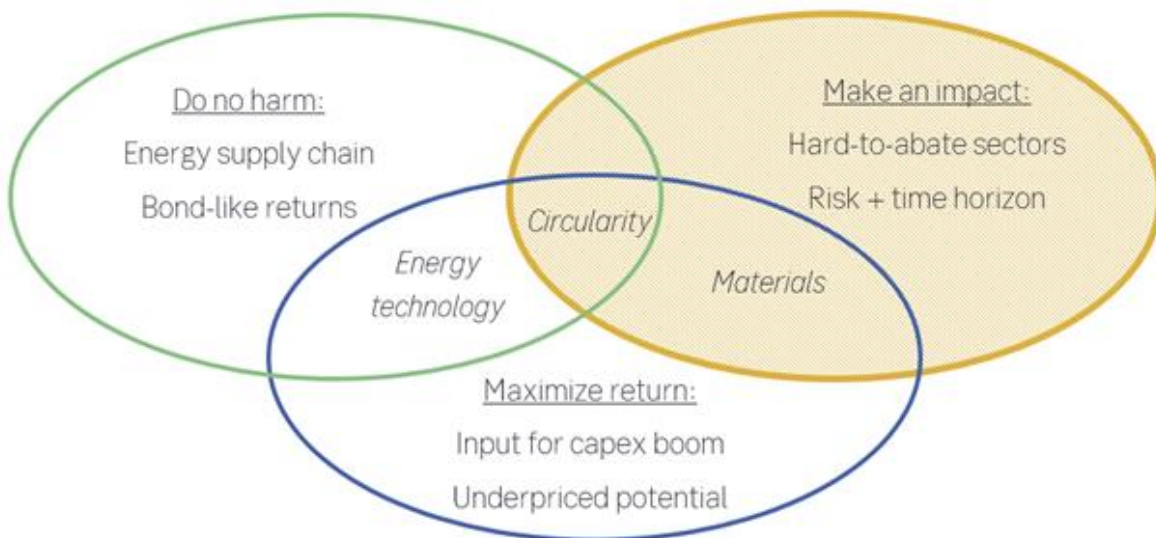 Do no harm:
Energy supply chain
Bond-like returns
Make an impact:
Hard-to-abate sectors
Risk + time horizon
Circularity
Energy
technology
Materials
Maximize return:
Input for capex boom
Underpriced potential